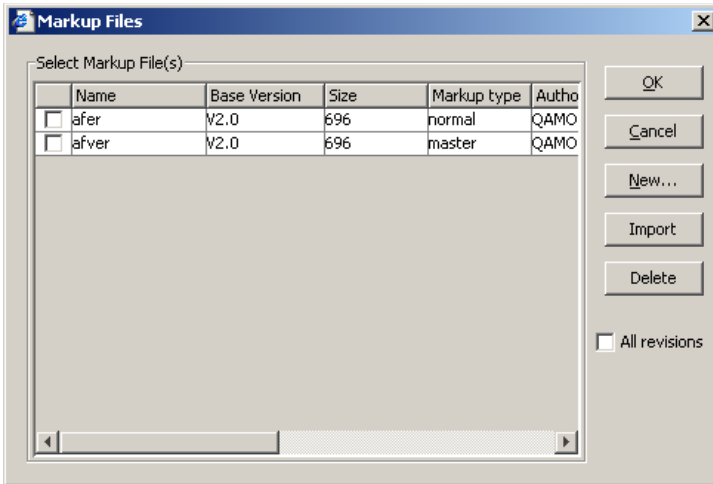 Markup Files
Select Markup File(s)
Name Base Version Size Markup type Autho
afer V2.0 696 normal QAMO
afver V2.0 696 master QAMO
OK
Cancel
New...
Import
Delete
All revisions